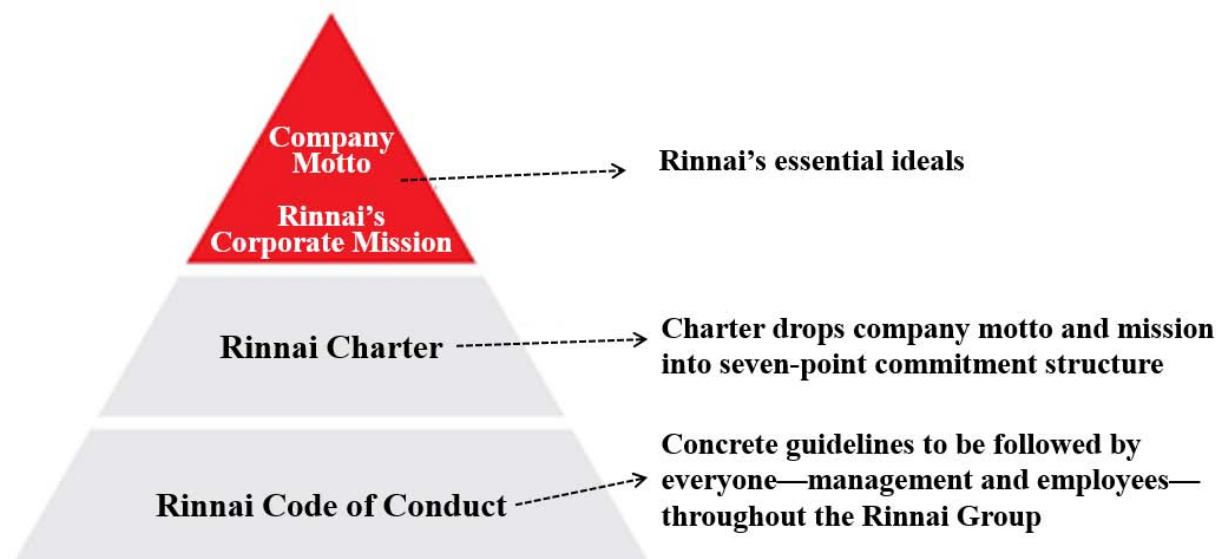 Company
Motto
Rinnai’s
Corporate Mission
Rinnai’s essential ideals
Rinnai Charter
Charter drops company motto and mission
into seven-point commitment structure
Rinnai Code of Conduct
Concrete guidelines to be followed by
everyone—management and employees—
throughout the Rinnai Group